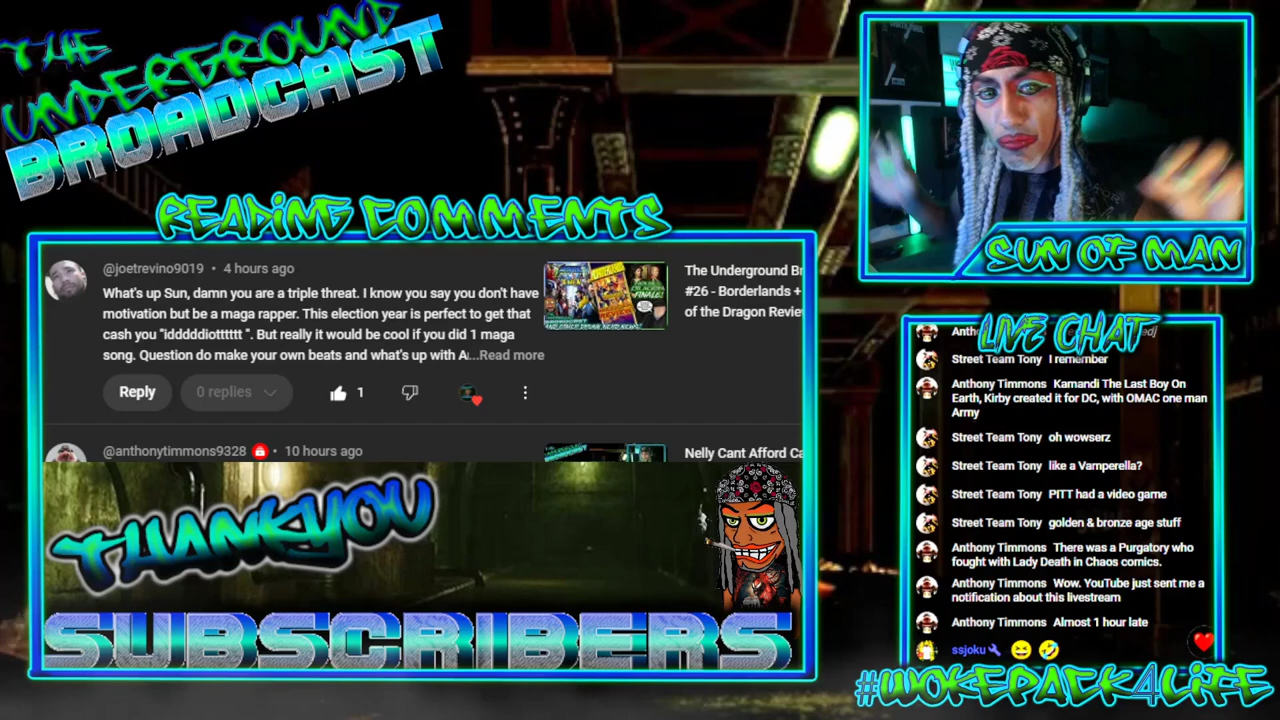 THE
UNDERGROUND
BROADCAST
READING COMMENTS
@joetrevino9019 • 4 hours ago
What's up Sun, damn you are a triple threat. I know you say you don't have
motivation but be a maga rapper. This election year is perfect to get that
cash you "idddddiotttttt ". But really it would be cool if you did 1 maga
song. Question do make your own beats and what's up with A...Read more
The Underground Br
#26 - Borderlands +
of the Dragon Revie
Reply
0 replies
1
@anthonytimmons9328 • 10 hours ago
Nelly Cant Afford Ca
THANKYOU
SUBSCRIBERS
SUN OF MAN
LIVE CHAT
Anth
Street Team Tony I remember
Anthony Timmons Kamandi The Last Boy On
Earth, Kirby created it for DC, with OMAC one man
Army
Street Team Tony oh wowserz
Street Team Tony like a Vamperella?
Street Team Tony PITT had a video game
Street Team Tony golden & bronze age stuff
Anthony Timmons There was a Purgatory who
fought with Lady Death in Chaos comics.
Anthony Timmons Wow. YouTube just sent me a
notification about this livestream
Anthony Timmons Almost 1 hour late
ssjoku 😆 🤣
#WOKEPACK4LIFE